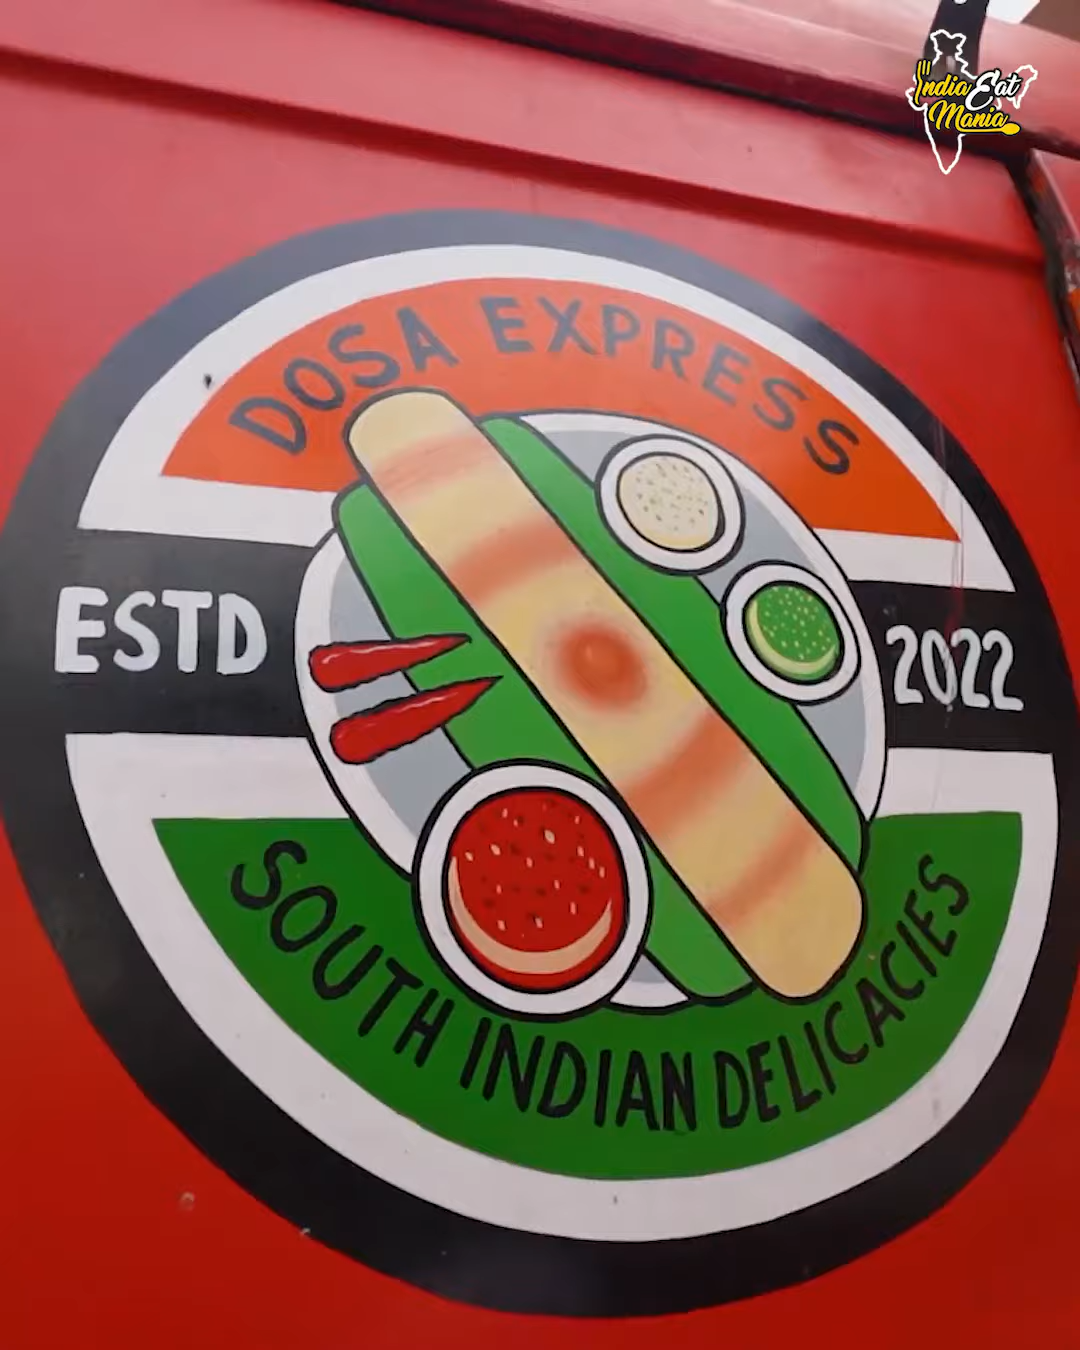 India Eat
Mania
DOSA EXPRESS
ESTD 2022
SOUTH INDIAN DELICACIES